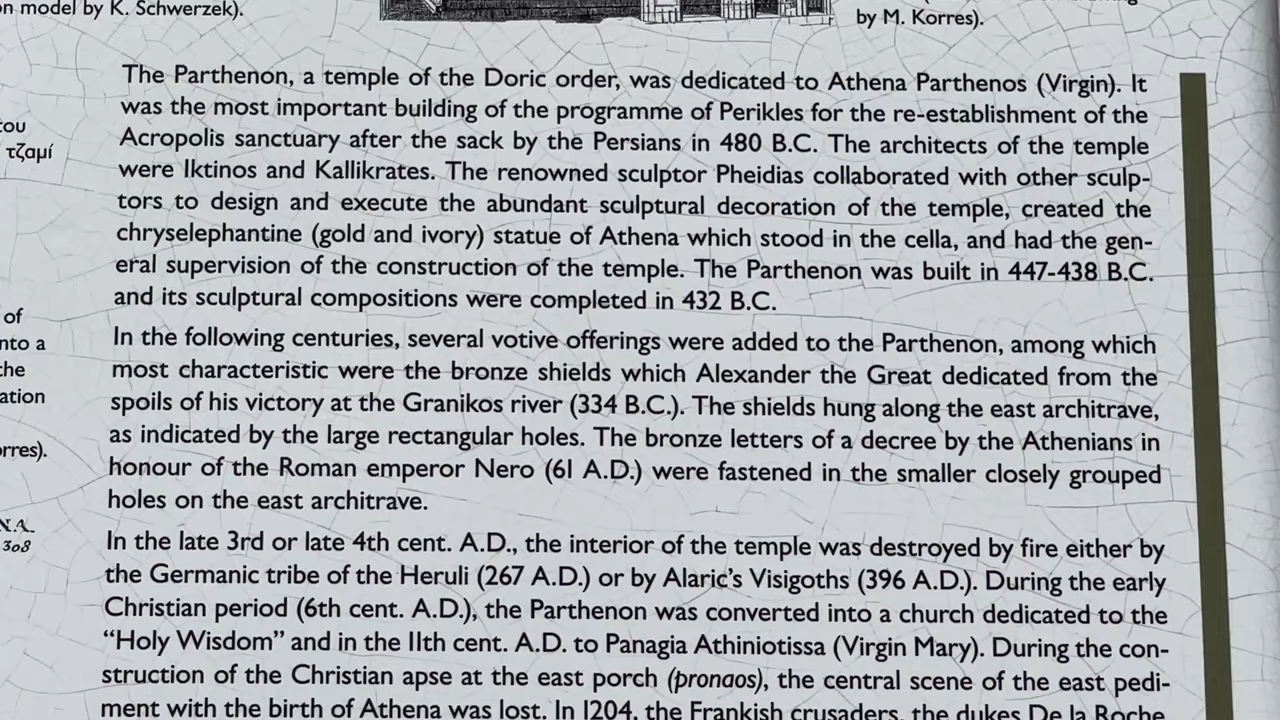 n model by K. Schwerzek).
by M. Korres).
The Parthenon, a temple of the Doric order, was dedicated to Athena Parthenos (Virgin). It
was the most important building of the programme of Perikles for the re-establishment of the
Acropolis sanctuary after the sack by the Persians in 480 B.C. The architects of the temple
were Iktinos and Kallikrates. The renowned sculptor Pheidias collaborated with other sculp-
tors to design and execute the abundant sculptural decoration of the temple, created the
chryselephantine (gold and ivory) statue of Athena which stood in the cella, and had the gen-
eral supervision of the construction of the temple. The Parthenon was built in 447-438 B.C.
and its sculptural compositions were completed in 432 B.C.
In the following centuries, several votive offerings were added to the Parthenon, among which
most characteristic were the bronze shields which Alexander the Great dedicated from the
spoils of his victory at the Granikos river (334 B.C.). The shields hung along the east architrave,
as indicated by the large rectangular holes. The bronze letters of a decree by the Athenians in
honour of the Roman emperor Nero (61 A.D.) were fastened in the smaller closely grouped
holes on the east architrave.
In the late 3rd or late 4th cent. A.D., the interior of the temple was destroyed by fire either by
the Germanic tribe of the Heruli (267 A.D.) or by Alaric's Visigoths (396 A.D.). During the early
Christian period (6th cent. A.D.), the Parthenon was converted into a church dedicated to the
“Holy Wisdom” and in the 11th cent. A.D. to Panagia Athiniotissa (Virgin Mary). During the con-
struction of the Christian apse at the east porch (pronaos), the central scene of the east pedi-
ment with the birth of Athena was lost. In 1204, the Frankish crusaders, the dukes De la Roche
του
τζαμί
of
nto a
the
ation
orres).
N.A.
308